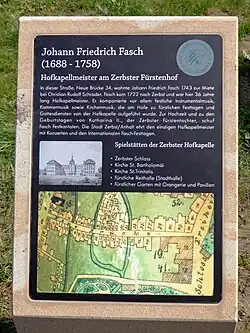 Johann Friedrich Fasch
(1688 - 1758)
Hofkapellmeister am Zerbster Fürstenhof
In dieser Straße, Neue Brücke 34, wohnte Johann Friedrich Fasch 1743 zur Miete
bei Christian Rudolf Schrader. Fasch kam 1722 nach Zerbst und war hier 36 Jahre
lang Hofkapellmeister. Er komponierte vor allem festliche Instrumentalmusik,
Kammermusik sowie Kirchenmusik, die am Hofe zu fürstlichen Festtagen und
Gottesdiensten von der Hofkapelle aufgeführt wurde. Zur Hochzeit und zu den
Geburtstagen von Katharina II., der Zerbster Fürstentochter, schuf
Fasch Festkantaten. Die Stadt Zerbst/Anhalt ehrt den einstigen Hofkapellmeister
mit Konzerten und den Internationalen Fasch-Festtagen.
Spielstätten der Zerbster Hofkapelle
• Zerbster Schloss
• Kirche St. Bartholomäi
• Kirche St. Trinitatis
• fürstliche Reithalle (Stadthalle)
• fürstlicher Garten mit Orangerie und Pavillon
52.
19.
41.